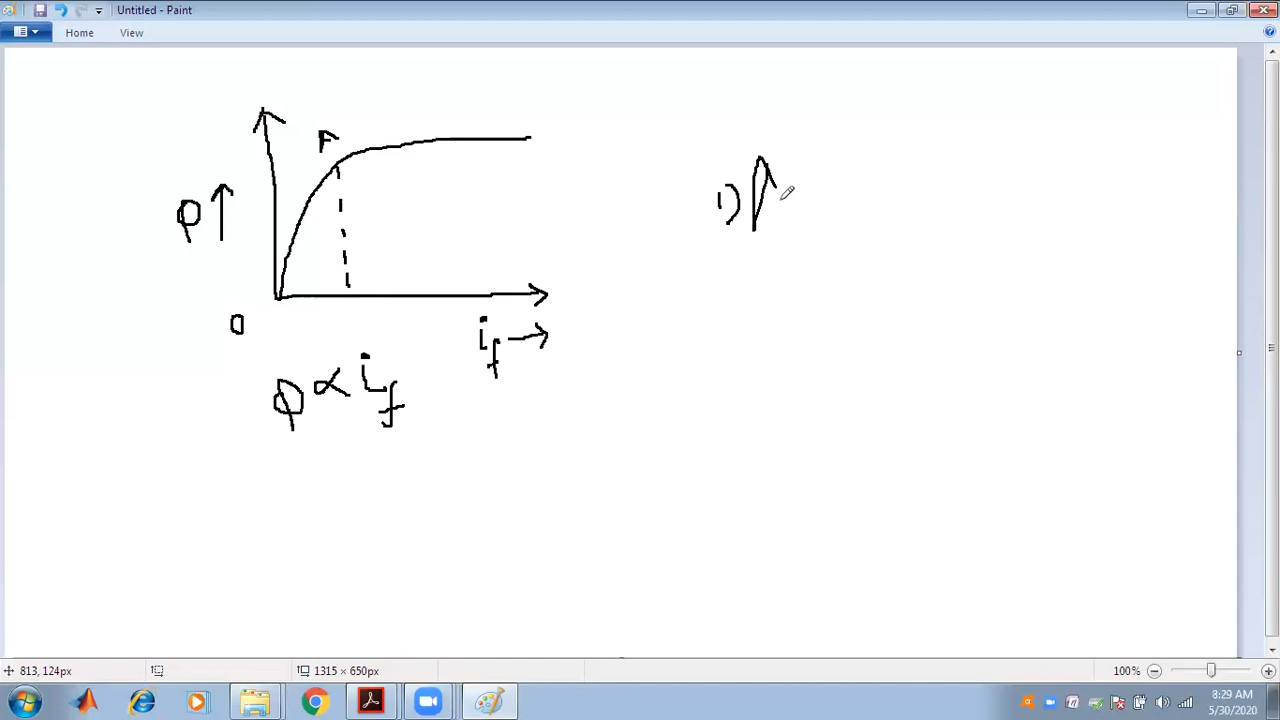 Untitled - Paint
Home View
φ ↑
0
i_f →
φ ∝ i_f
1)
813, 124px
1315 × 650px
100%
8:29 AM
5/30/2020